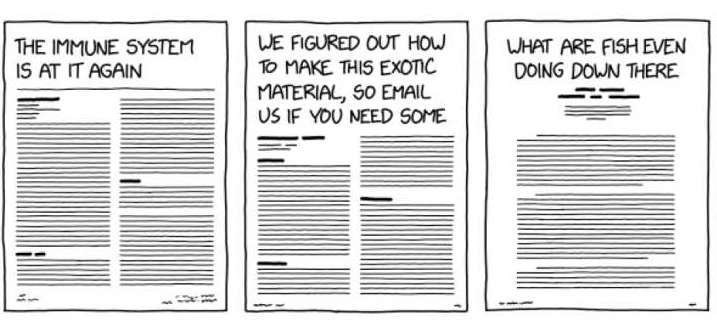 THE IMMUNE SYSTEM
IS AT IT AGAIN
WE FIGURED OUT HOW
TO MAKE THIS EXOTIC
MATERIAL, SO EMAIL
US IF YOU NEED SOME
WHAT ARE FISH EVEN
DOING DOWN THERE